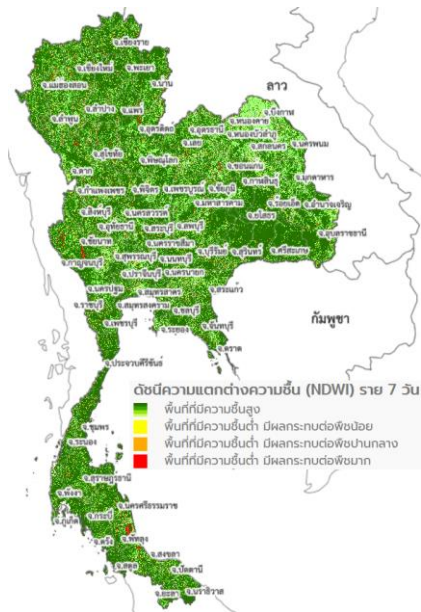 จ.เชียงราย
จ.เชียงใหม่ จ.พะเยา
จ.แม่ฮ่องสอน จ.น่าน
ลาว
จ.ลำปาง จ.แพร่ จ.บึงกาฬ
จ.ลำพูน จ.อุตรดิตถ์ จ.อุดรธานี จ.หนองคาย
จ.หนองบัวลำภู
จ.เลย จ.สกลนคร จ.นครพนม
จ.สุโขทัย จ.พิษณุโลก จ.ขอนแก่น
จ.ตาก จ.กาฬสินธุ์ จ.มุกดาหาร
จ.กำแพงเพชร จ.พิจิตร จ.เพชรบูรณ์ จ.ชัยภูมิ
จ.มหาสารคาม จ.ร้อยเอ็ด จ.อำนาจเจริญ
จ.สิงห์บุรี จ.นครสวรรค์ จ.ยโสธร
จ.อุทัยธานี จ.สระบุรี จ.ลพบุรี
จ.ชัยนาท จ.นครราชสีมา จ.บุรีรัมย์ จ.สุรินทร์ จ.ศรีสะเกษ จ.อุบลราชธานี
จ.กาญจนบุรี จ.สุพรรณบุรี จ.นนทบุรี
จ.ปราจีนบุรี จ.นครนายก
จ.นครปฐม จ.สมุทรสาคร จ.สระแก้ว
จ.ราชบุรี จ.สมุทรสงคราม จ.ชลบุรี
จ.เพชรบุรี จ.ระยอง จ.จันทบุรี
กัมพูชา
จ.ตราด
จ.ประจวบคีรีขันธ์
ดัชนีความแตกต่างความชื้น (NDWI) ราย 7 วัน
พื้นที่ที่มีความชื้นสูง
พื้นที่ที่มีความชื้นต่ำ มีผลกระทบต่อพืชน้อย
พื้นที่ที่มีความชื้นต่ำ มีผลกระทบต่อพืชปานกลาง
พื้นที่ที่มีความชื้นต่ำ มีผลกระทบต่อพืชมาก
จ.ชุมพร
จ.ระนอง
จ.สุราษฎร์ธานี
จ.พังงา
จ.นครศรีธรรมราช
จ.ภูเก็ต จ.กระบี่
จ.ตรัง จ.พัทลุง
จ.สตูล จ.สงขลา
จ.ปัตตานี
จ.ยะลา จ.นราธิวาส